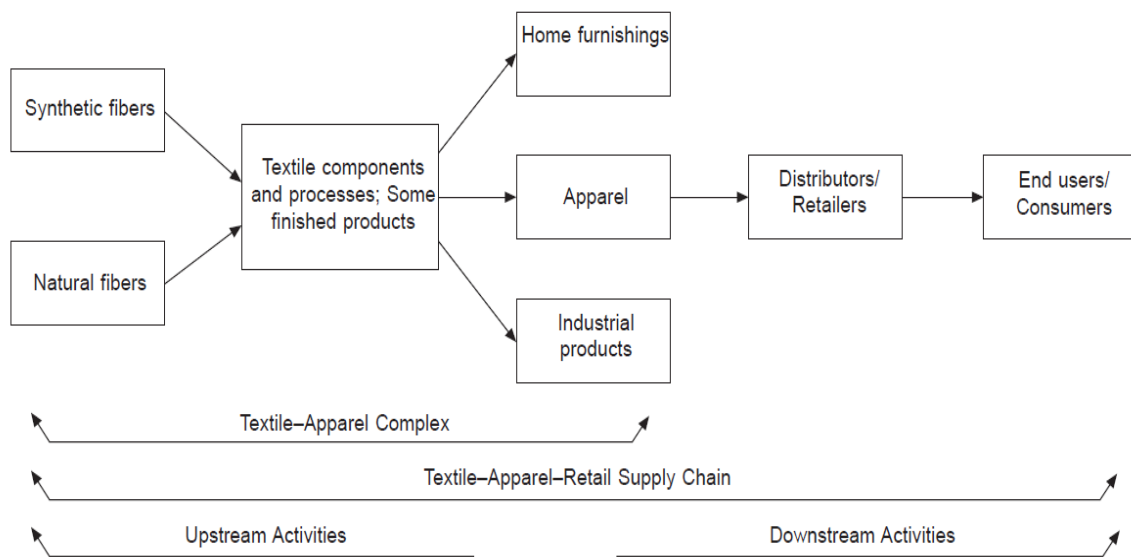 Home furnishings
Synthetic fibers
Textile components
and processes; Some
finished products
Apparel
Distributors/
Retailers
End users/
Consumers
Natural fibers
Industrial
products
Textile–Apparel Complex
Textile–Apparel–Retail Supply Chain
Upstream Activities
Downstream Activities